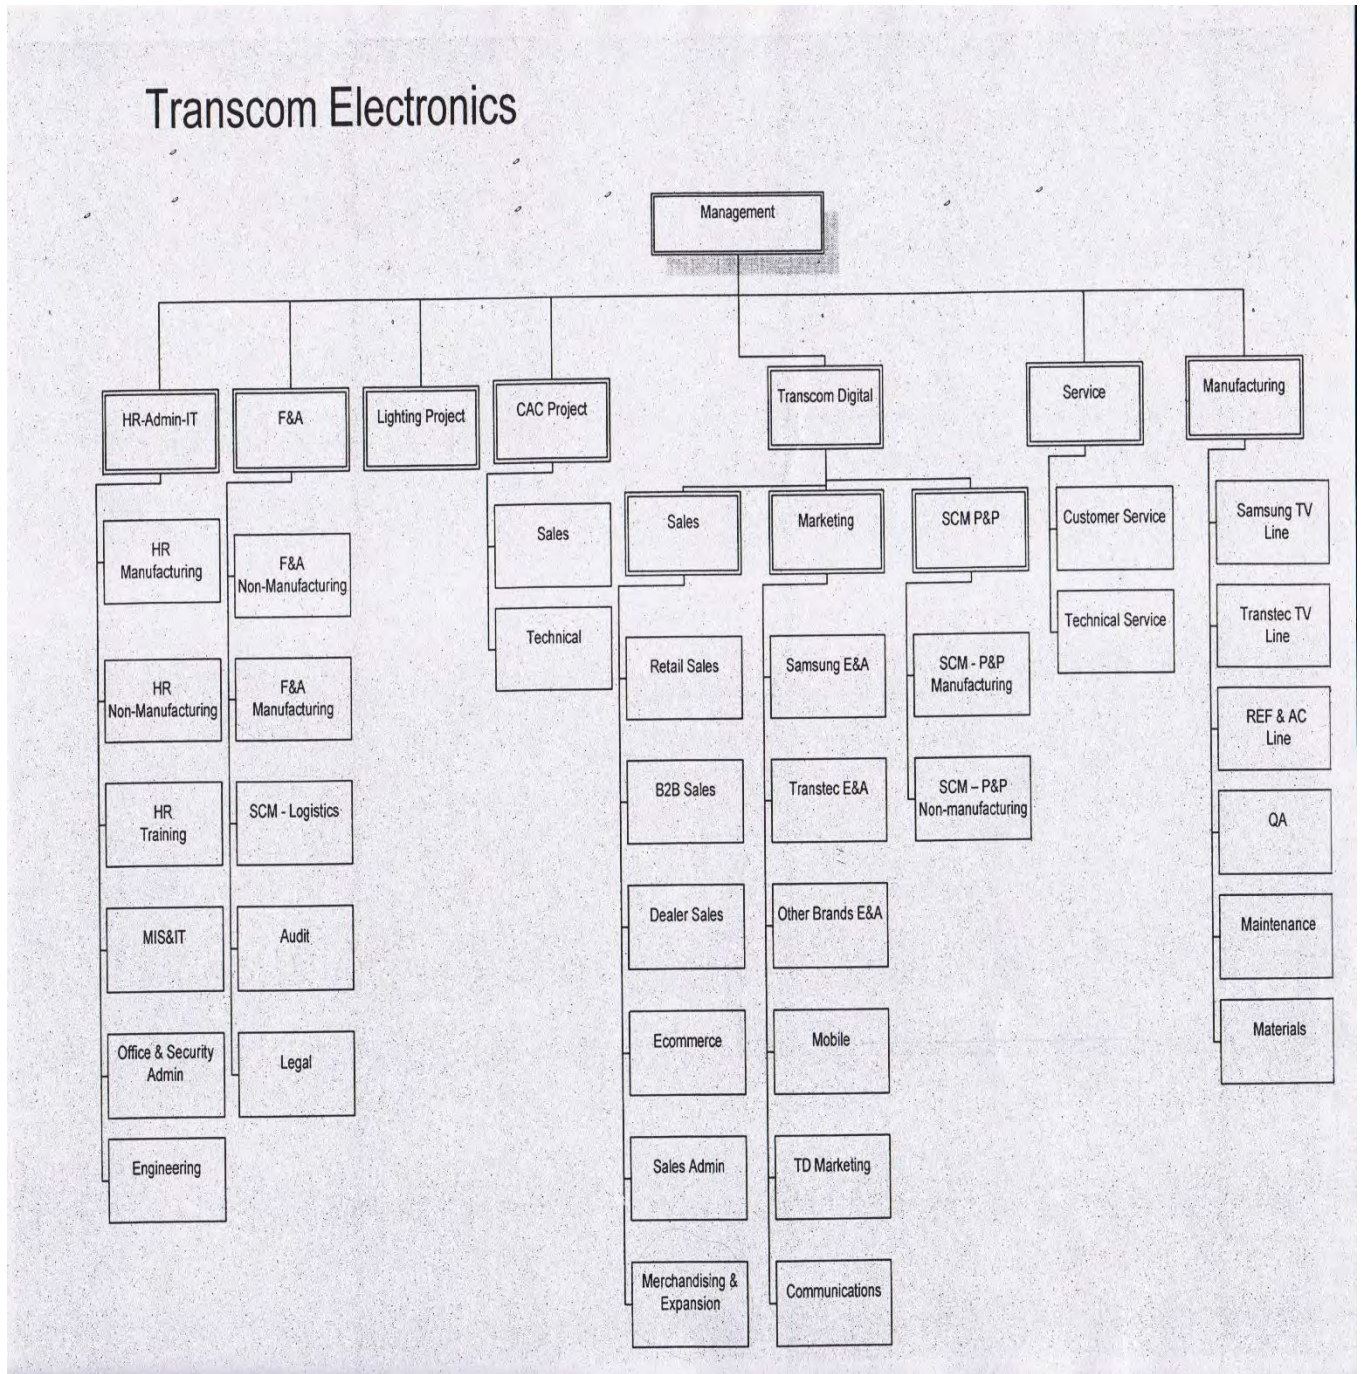 Transcom Electronics
Management
HR-Admin-IT
F&A
Lighting Project
CAC Project
Transcom Digital
Service
Manufacturing
HR
Manufacturing
HR
Non-Manufacturing
HR
Training
MIS&IT
Office & Security
Admin
Engineering
F&A
Non-Manufacturing
F&A
Manufacturing
SCM - Logistics
Audit
Legal
Sales
Technical
Sales
Marketing
SCM P&P
Retail Sales
B2B Sales
Dealer Sales
Ecommerce
Sales Admin
Merchandising &
Expansion
Samsung E&A
Transtec E&A
Other Brands E&A
Mobile
TD Marketing
Communications
SCM - P&P
Manufacturing
SCM – P&P
Non-manufacturing
Customer Service
Technical Service
Samsung TV
Line
Transtec TV
Line
REF & AC
Line
QA
Maintenance
Materials